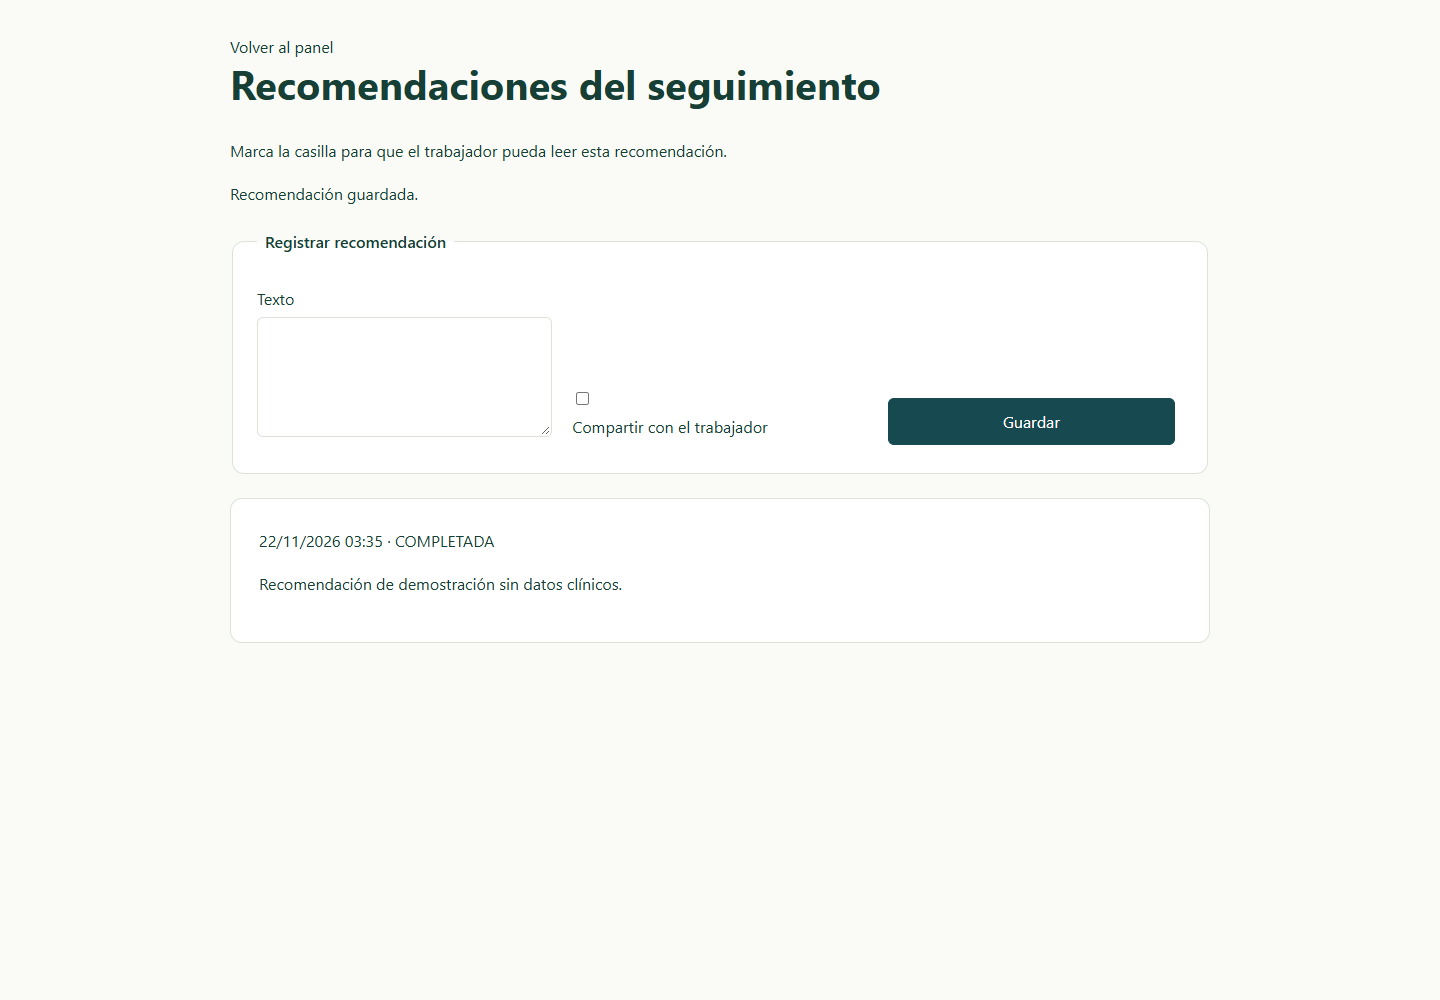 Volver al panel
Recomendaciones del seguimiento
Marca la casilla para que el trabajador pueda leer esta recomendación.
Recomendación guardada.
Registrar recomendación
Texto
Compartir con el trabajador
Guardar
22/11/2026 03:35 · COMPLETADA
Recomendación de demostración sin datos clínicos.